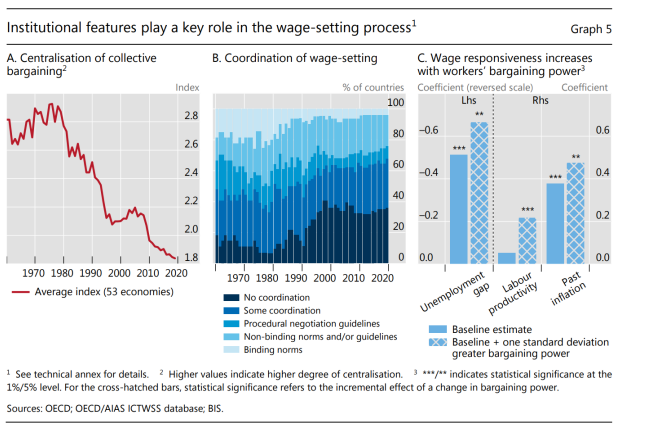 Institutional features play a key role in the wage-setting process1
Graph 5
A. Centralisation of collective
bargaining2
Index
2.8
2.6
2.4
2.2
2.0
1.8
1970 1980 1990 2000 2010 2020
Average index (53 economies)
B. Coordination of wage-setting
% of countries
100
80
60
40
20
0
1970 1980 1990 2000 2010 2020
No coordination
Some coordination
Procedural negotiation guidelines
Non-binding norms and/or guidelines
Binding norms
C. Wage responsiveness increases
with workers’ bargaining power3
Coefficient (reversed scale) Coefficient
Lhs Rhs
–0.6
–0.4
–0.2
0.0
0.6
0.4
0.2
0.0
*** ** *** *** **
Unemployment
gap
Labour
productivity
Past
inflation
Baseline estimate
Baseline + one standard deviation
greater bargaining power
1 See technical annex for details. 2 Higher values indicate higher degree of centralisation. 3 ***/** indicates statistical significance at the
1%/5% level. For the cross-hatched bars, statistical significance refers to the incremental effect of a change in bargaining power.
Sources: OECD; OECD/AIAS ICTWSS database; BIS.